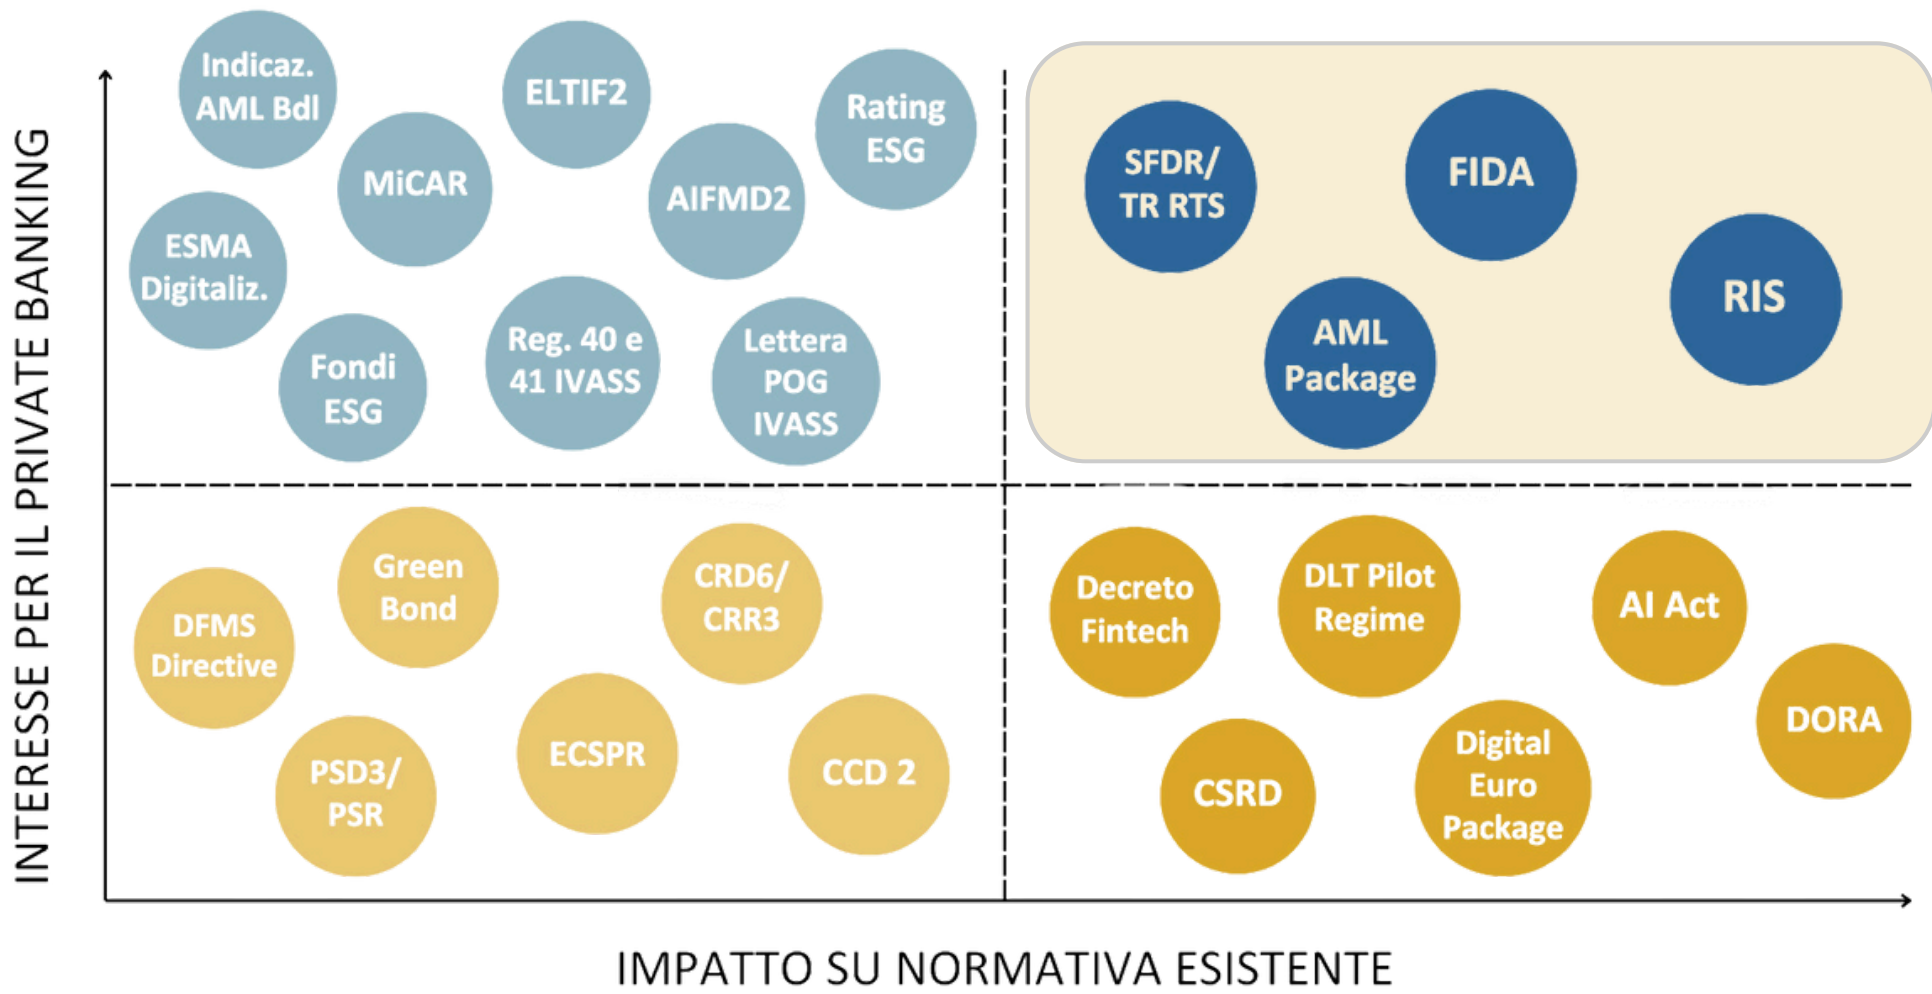 INTERESSE PER IL PRIVATE BANKING
Indicaz.
AML BdI
MiCAR
ELTIF2
AIFMD2
Rating
ESG
ESMA
Digitaliz.
Fondi
ESG
Reg. 40 e
41 IVASS
Lettera
POG
IVASS
SFDR/
TR RTS
FIDA
AML
Package
RIS
DFMS
Directive
Green
Bond
PSD3/
PSR
ECSPR
CRD6/
CRR3
CCD 2
Decreto
Fintech
DLT Pilot
Regime
AI Act
DORA
CSRD
Digital
Euro
Package
IMPATTO SU NORMATIVA ESISTENTE